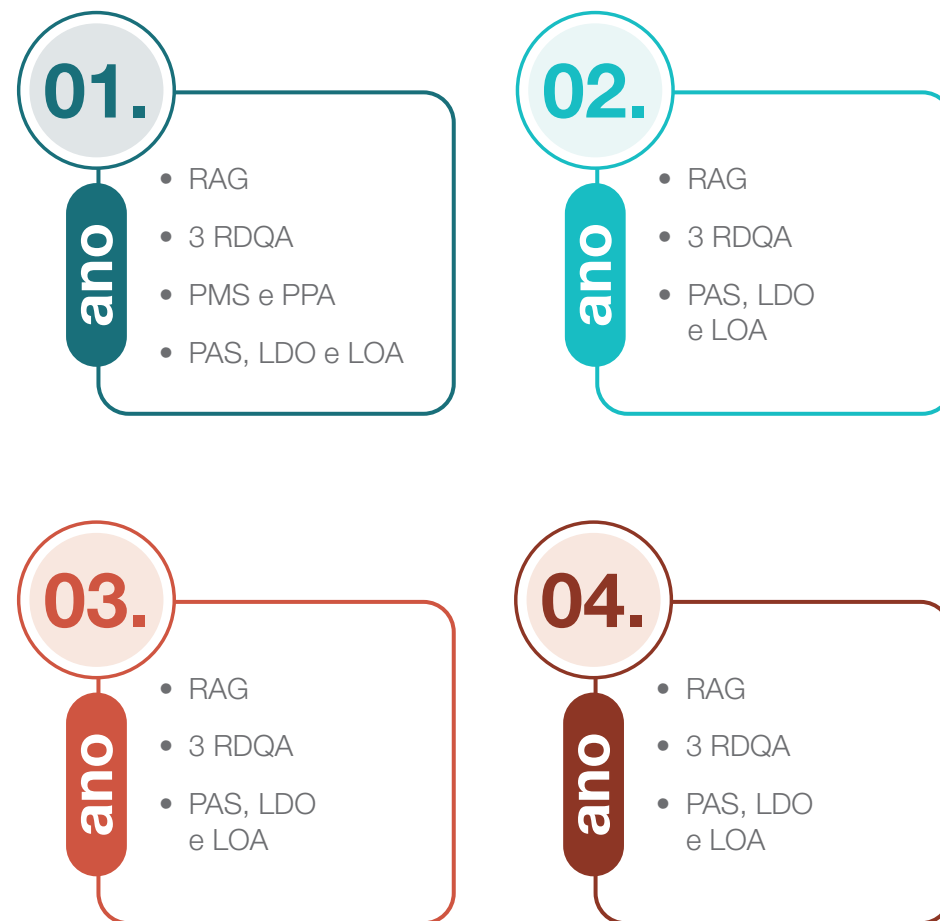 01.
ano
• RAG
• 3 RDQA
• PMS e PPA
• PAS, LDO e LOA
02.
ano
• RAG
• 3 RDQA
• PAS, LDO
e LOA
03.
ano
• RAG
• 3 RDQA
• PAS, LDO
e LOA
04.
ano
• RAG
• 3 RDQA
• PAS, LDO
e LOA